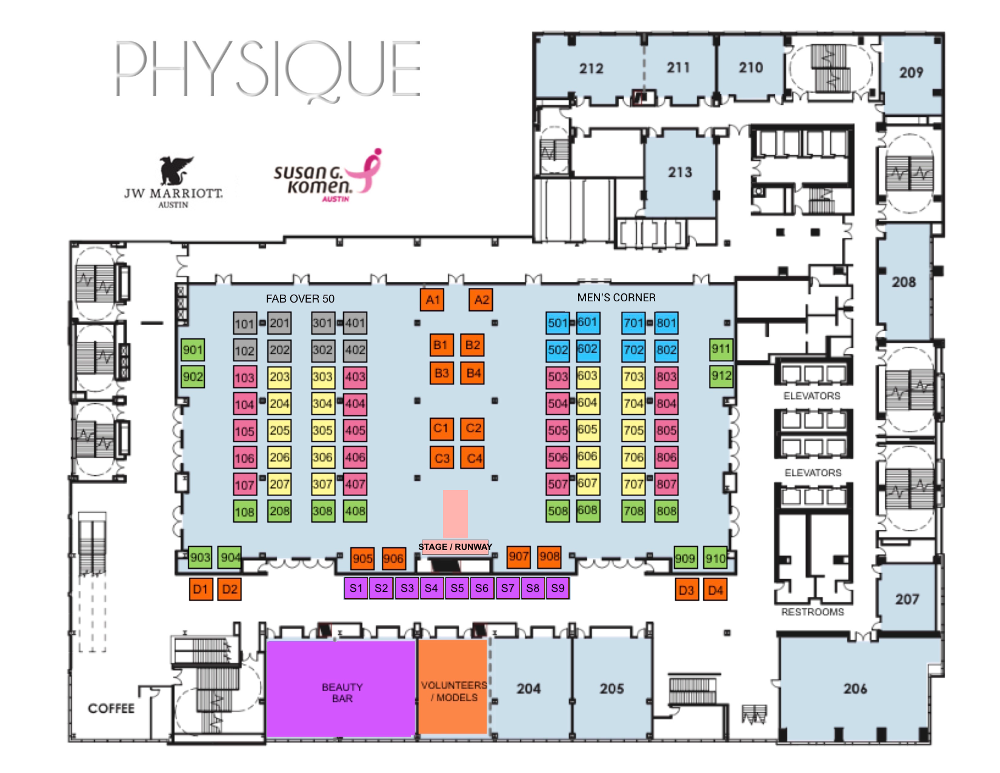 PHYSIQUE
212
211
210
209
213
JW MARRIOTT.
AUSTIN
SUSAN G.
KOMEN.
AUSTIN
208
FAB OVER 50
A1 A2
MEN'S CORNER
101 201 301 401 501 601 701 801
901 102 202 302 402 B1 B2 502 602 702 802 911
902 103 203 303 403 B3 B4 503 603 703 803 912
ELEVATORS
104 204 304 404 504 604 704 804
105 205 305 405 C1 C2 505 605 705 805
106 206 306 406 C3 C4 506 606 706 806
ELEVATORS
107 207 307 407 507 607 707 807
108 208 308 408 508 608 708 808
STAGE / RUNWAY
903 904 905 906 907 908 909 910
D1 D2 S1 S2 S3 S4 S5 S6 S7 S8 S9 D3 D4
207
RESTROOMS
BEAUTY
BAR
VOLUNTEERS
/ MODELS
204
205
206
COFFEE